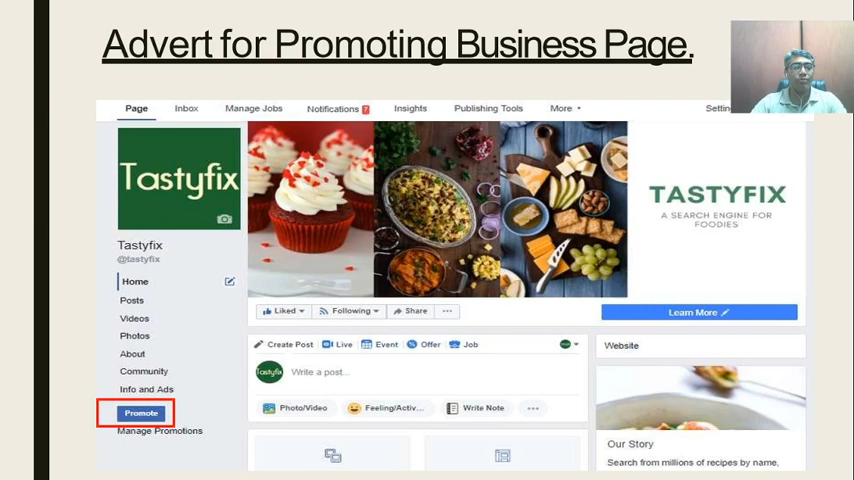 Advert for Promoting Business Page.
Page Inbox Manage Jobs Notifications 7 Insights Publishing Tools More
Tastyfix
TASTYFIX
A SEARCH ENGINE FOR
FOODIES
Tastyfix
@tastyfix
Home
Posts
Videos
Photos
About
Community
Info and Ads
Promote
Manage Promotions
Liked Following Share ...
Learn More
Create Post Live Event Offer Job
Tastyfix Write a post...
Photo/Video Feeling/Activ... Write Note ...
Website
Our Story
Search from millions of recipes by name,